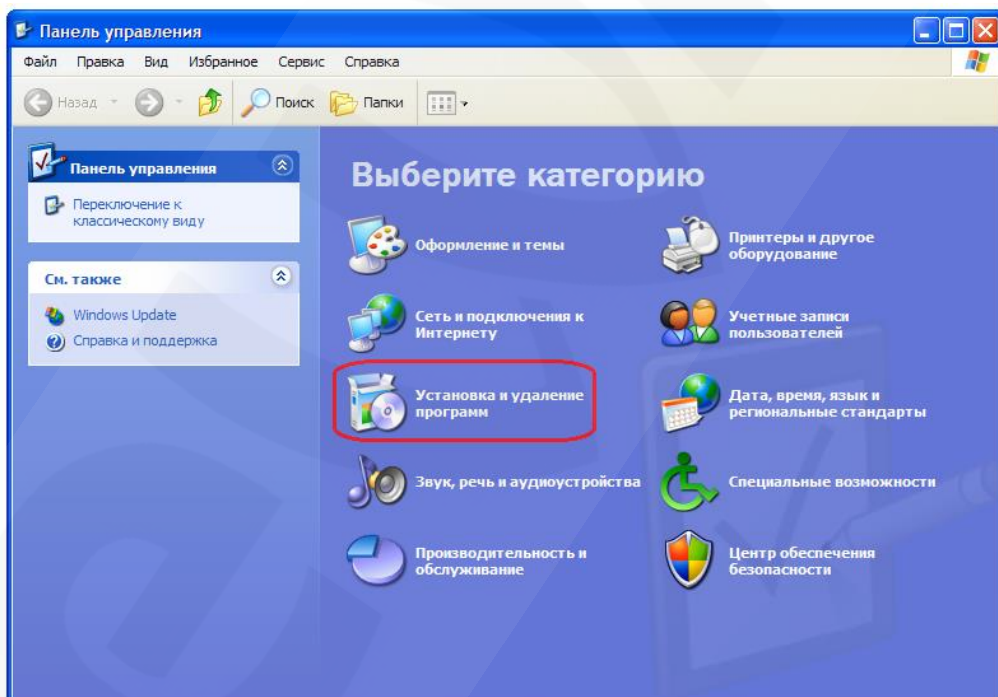 Панель управления
Файл Правка Вид Избранное Сервис Справка
Назад Поиск Папки
Панель управления
Переключение к
классическому виду
См. также
Windows Update
Справка и поддержка
Выберите категорию
Оформление и темы
Принтеры и другое
оборудование
Сеть и подключения к
Интернету
Учетные записи
пользователей
Установка и удаление
программ
Дата, время, язык и
региональные стандарты
Звук, речь и аудиоустройства
Специальные возможности
Производительность и
обслуживание
Центр обеспечения
безопасности